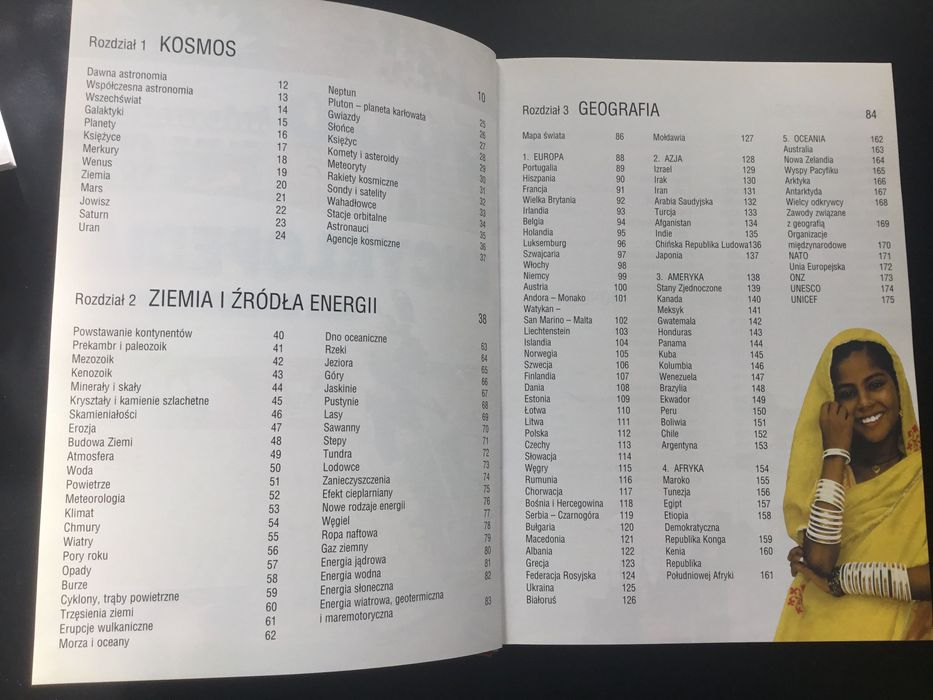 Rozdział 1 KOSMOS 10
Dawna astronomia 12
Współczesna astronomia 13
Wszechświat 14
Galaktyki 15
Planety 16
Księżyce 17
Merkury 18
Wenus 19
Ziemia 20
Mars 21
Jowisz 22
Saturn 23
Uran 24
Neptun 25
Pluton – planeta karłowata 26
Gwiazdy 27
Słońce 28
Księżyc 29
Komety i asteroidy 30
Meteoryty 31
Rakiety kosmiczne 32
Sondy i satelity 33
Wahadłowce 34
Stacje orbitalne 35
Astronauci 36
Agencje kosmiczne 37
Rozdział 2 ZIEMIA I ŹRÓDŁA ENERGII 38
Powstawanie kontynentów 40
Prekambr i paleozoik 41
Mezozoik 42
Kenozoik 43
Minerały i skały 44
Kryształy i kamienie szlachetne 45
Skamieniałości 46
Erozja 47
Budowa Ziemi 48
Atmosfera 49
Woda 50
Powietrze 51
Meteorologia 52
Klimat 53
Chmury 54
Wiatry 55
Pory roku 56
Opady 57
Burze 58
Cyklony, trąby powietrzne 59
Trzęsienia ziemi 60
Erupcje wulkaniczne 61
Morza i oceany 62
Dno oceaniczne 63
Rzeki 64
Jeziora 65
Góry 66
Jaskinie 67
Pustynie 68
Lasy 69
Sawanny 70
Stepy 71
Tundra 72
Lodowce 73
Zanieczyszczenia 74
Efekt cieplarniany 75
Nowe rodzaje energii 76
Węgiel 77
Ropa naftowa 78
Gaz ziemny 79
Energia jądrowa 80
Energia wodna 81
Energia słoneczna 82
Energia wiatrowa, geotermiczna
i maremotoryczna 83
Rozdział 3 GEOGRAFIA 84
Mapa świata 86
1. EUROPA 88
Portugalia 89
Hiszpania 90
Francja 91
Wielka Brytania 92
Irlandia 93
Belgia 94
Holandia 95
Luksemburg 96
Szwajcaria 97
Włochy 98
Niemcy 99
Austria 100
Andora – Monako 101
Watykan –
San Marino – Malta 102
Liechtenstein 103
Islandia 104
Norwegia 105
Szwecja 106
Finlandia 107
Dania 108
Estonia 109
Łotwa 110
Litwa 111
Polska 112
Czechy 113
Słowacja 114
Węgry 115
Rumunia 116
Chorwacja 117
Bośnia i Hercegowina 118
Serbia – Czarnogóra 119
Bułgaria 120
Macedonia 121
Albania 122
Grecja 123
Federacja Rosyjska 124
Ukraina 125
Białoruś 126
Mołdawia 127
2. AZJA 128
Izrael 129
Irak 130
Iran 131
Arabia Saudyjska 132
Turcja 133
Afganistan 134
Indie 135
Chińska Republika Ludowa 136
Japonia 137
3. AMERYKA 138
Stany Zjednoczone 139
Kanada 140
Meksyk 141
Gwatemala 142
Honduras 143
Panama 144
Kuba 145
Kolumbia 146
Wenezuela 147
Brazylia 148
Ekwador 149
Peru 150
Boliwia 151
Chile 152
Argentyna 153
4. AFRYKA 154
Maroko 155
Tunezja 156
Egipt 157
Etiopia 158
Demokratyczna
Republika Konga 159
Kenia 160
Republika
Południowej Afryki 161
5. OCEANIA 162
Australia 163
Nowa Zelandia 164
Wyspy Pacyfiku 165
Arktyka 166
Antarktyda 167
Wielcy odkrywcy 168
Zawody związane
z geografią 169
Organizacje
międzynarodowe 170
NATO 171
Unia Europejska 172
ONZ 173
UNESCO 174
UNICEF 175